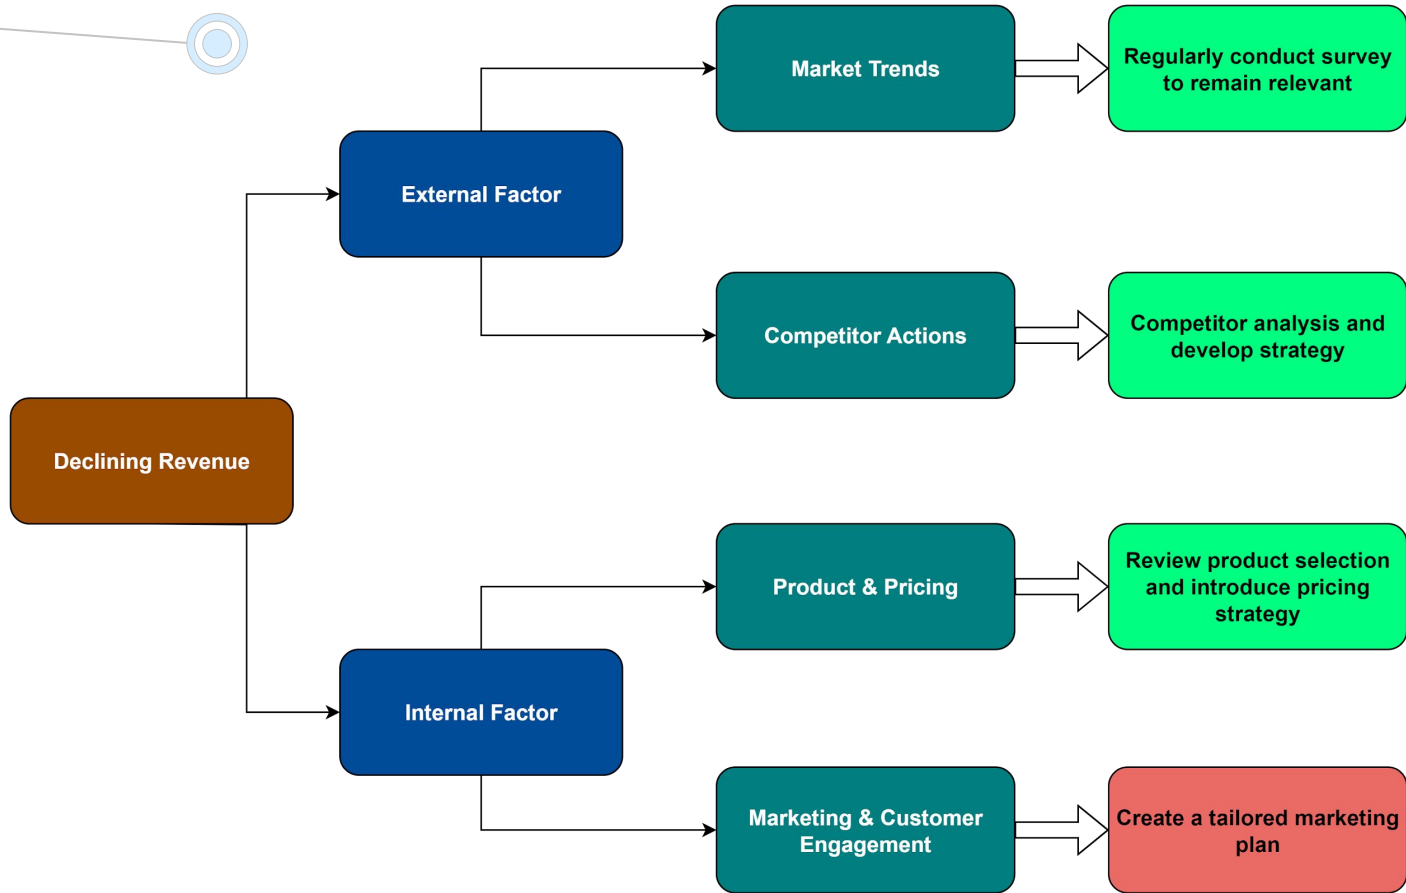 Market Trends
Regularly conduct survey
to remain relevant
External Factor
Competitor Actions
Competitor analysis and
develop strategy
Declining Revenue
Product & Pricing
Review product selection
and introduce pricing
strategy
Internal Factor
Marketing & Customer
Engagement
Create a tailored marketing
plan